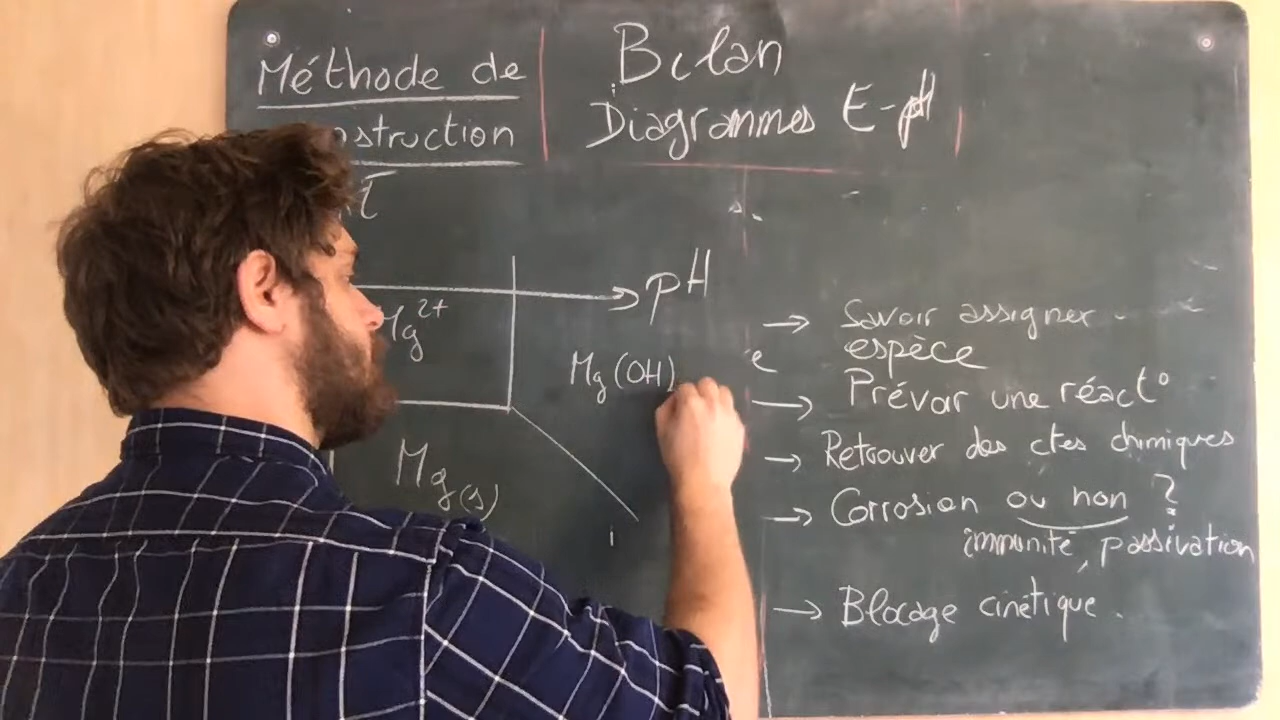 Méthode de
construction
Bilan
Diagrammes E-pH
pH
Mg2+
Mg(OH)
Mg(s)
→ Savoir assigner
espèce
→ Prévoir une réact°
→ Retrouver des ctes chimiques
→ Corrosion ou non ?
immunité, passivation
→ Blocage cinétique.